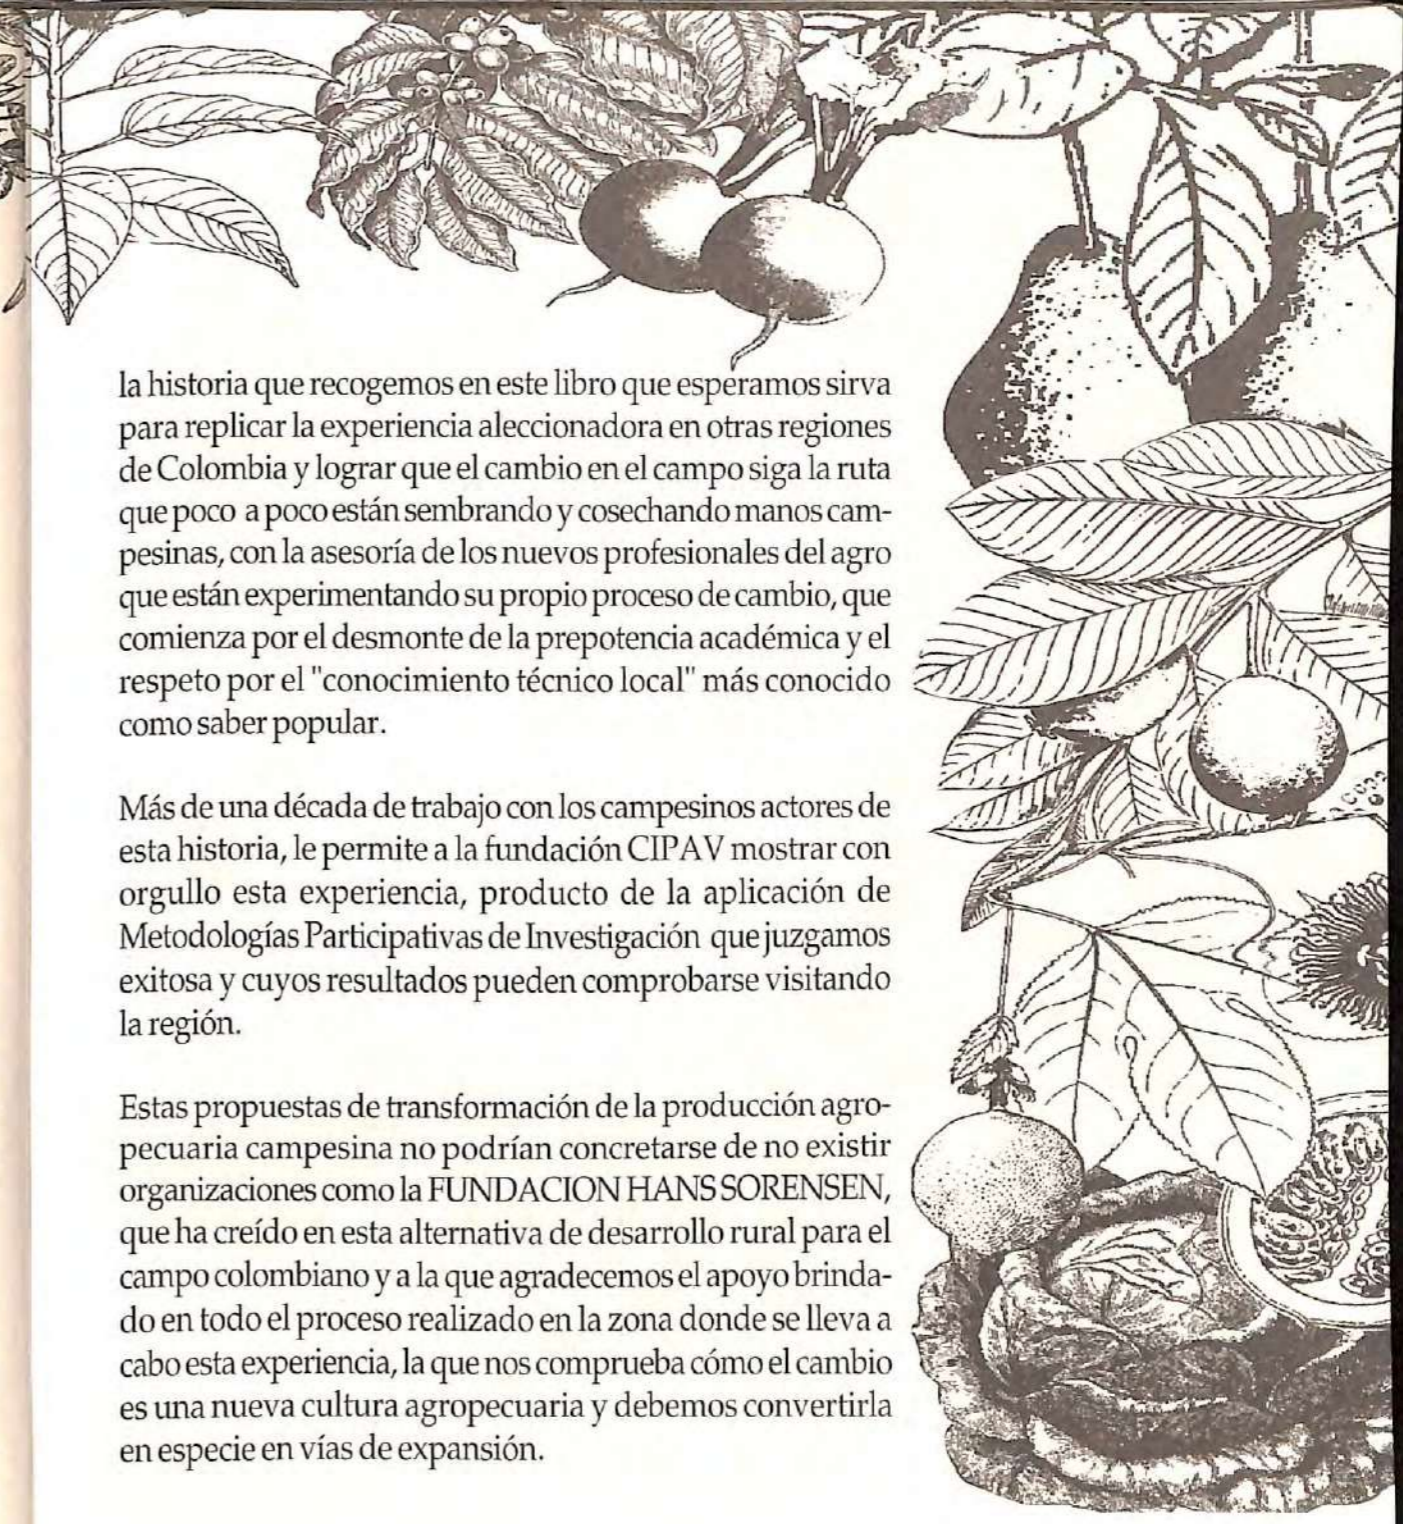 la historia que recogemos en este libro que esperamos sirva
para replicar la experiencia aleccionadora en otras regiones
de Colombia y lograr que el cambio en el campo siga la ruta
que poco a poco están sembrando y cosechando manos cam-
pesinas, con la asesoría de los nuevos profesionales del agro
que están experimentando su propio proceso de cambio, que
comienza por el desmonte de la prepotencia académica y el
respeto por el "conocimiento técnico local" más conocido
como saber popular.

Más de una década de trabajo con los campesinos actores de
esta historia, le permite a la fundación CIPAV mostrar con
orgullo esta experiencia, producto de la aplicación de
Metodologías Participativas de Investigación que juzgamos
exitosa y cuyos resultados pueden comprobarse visitando
la región.

Estas propuestas de transformación de la producción agro-
pecuaria campesina no podrían concretarse de no existir
organizaciones como la FUNDACION HANS SORENSEN,
que ha creído en esta alternativa de desarrollo rural para el
campo colombiano y a la que agradecemos el apoyo brinda-
do en todo el proceso realizado en la zona donde se lleva a
cabo esta experiencia, la que nos comprueba cómo el cambio
es una nueva cultura agropecuaria y debemos convertirla
en especie en vías de expansión.